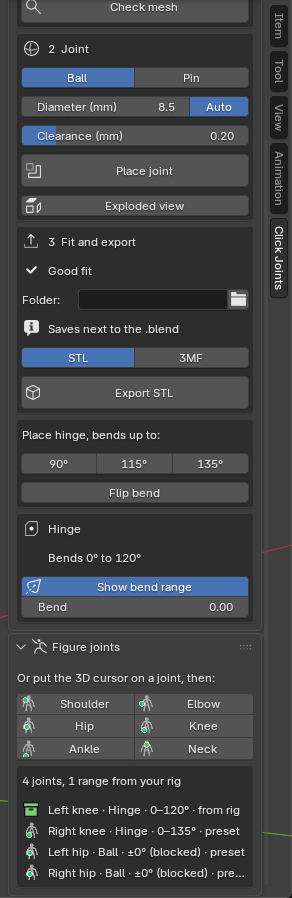 Check mesh
2 Joint
Ball Pin
Diameter (mm) 8.5 Auto
Clearance (mm) 0.20
Place joint
Exploded view
3 Fit and export
Good fit
Folder:
Saves next to the .blend
STL 3MF
Export STL
Place hinge, bends up to:
90° 115° 135°
Flip bend
Hinge
Bends 0° to 120°
Show bend range
Bend 0.00
Figure joints
Or put the 3D cursor on a joint, then:
Shoulder Elbow
Hip Knee
Ankle Neck
4 joints, 1 range from your rig
Left knee · Hinge · 0–120° · from rig
Right knee · Hinge · 0–135° · preset
Left hip · Ball · ±0° (blocked) · preset
Right hip · Ball · ±0° (blocked) · pre...
Item
Tool
View
Animation
Click Joints